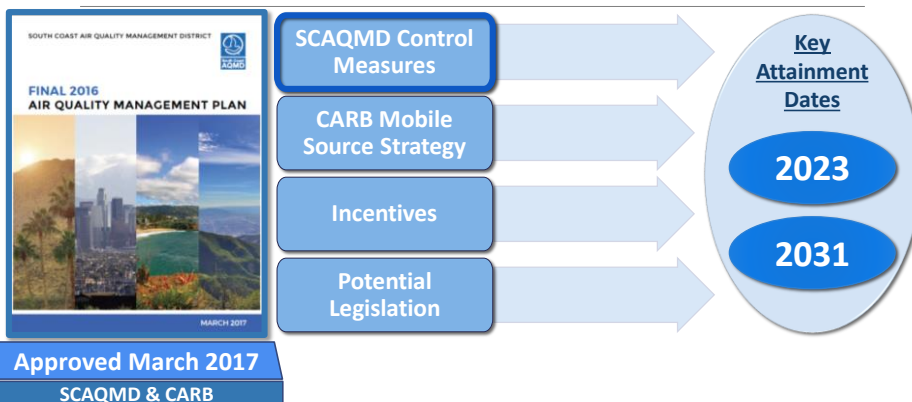 SOUTH COAST AIR QUALITY MANAGEMENT DISTRICT
AQMD
FINAL 2016
AIR QUALITY MANAGEMENT PLAN
MARCH 2017
Approved March 2017
SCAQMD & CARB
SCAQMD Control
Measures
CARB Mobile
Source Strategy
Incentives
Potential
Legislation
Key
Attainment
Dates
2023
2031